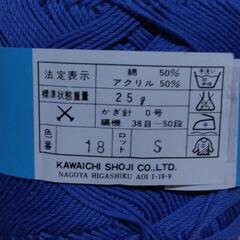 法定表示 綿 50%
アクリル 50%
標準状態重量 25g
かぎ針 0号
編機 38目~50段
色番 18 ロット S
KAWAICHI SHOJI CO.,LTD.
NAGOYA HIGASHIKU AOI 1-18-9